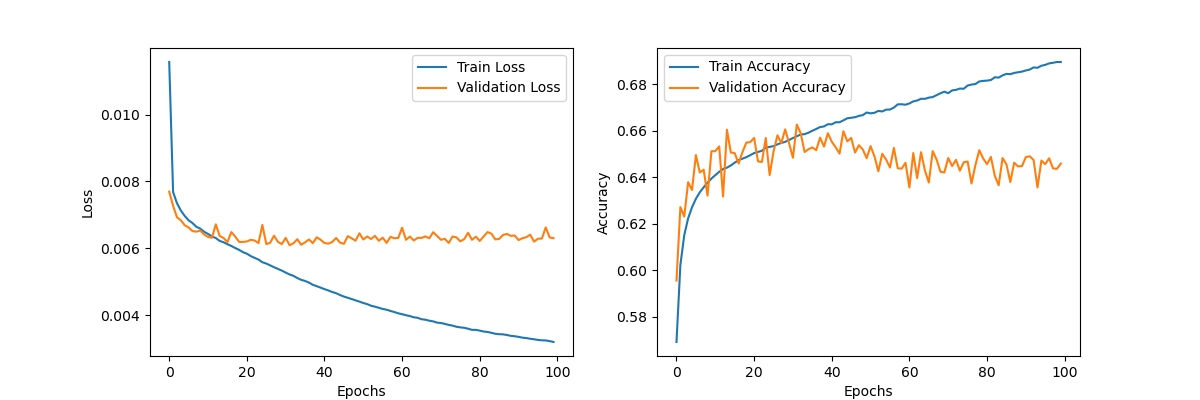 Train Loss
Validation Loss
0.010
0.008
0.006
0.004
Loss
0
20
40
60
80
100
Epochs
Train Accuracy
Validation Accuracy
0.68
0.66
0.64
0.62
0.60
0.58
Accuracy
0
20
40
60
80
100
Epochs